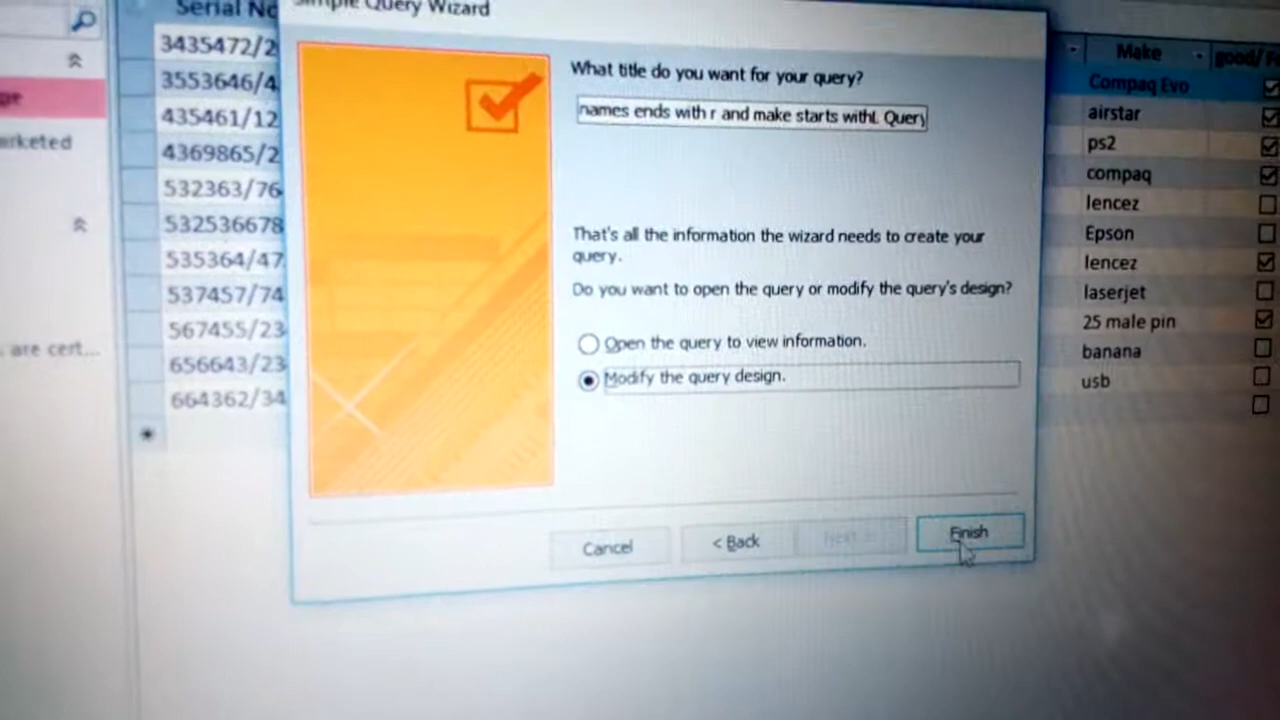 Simple Query Wizard
Serial No
3435472/2
3553646/4
435461/12
4369865/2
532363/76
532536678
535364/47
537457/74
567455/23
656643/23
664362/34
arketed
are cert...
What title do you want for your query?
names ends with r and make starts withL Query
That's all the information the wizard needs to create your
query.
Do you want to open the query or modify the query's design?
Open the query to view information.
Modify the query design.
Cancel
< Back
Next >
Finish
Make
good/
Compaq Evo
airstar
ps2
compaq
lencez
Epson
lencez
laserjet
25 male pin
banana
usb